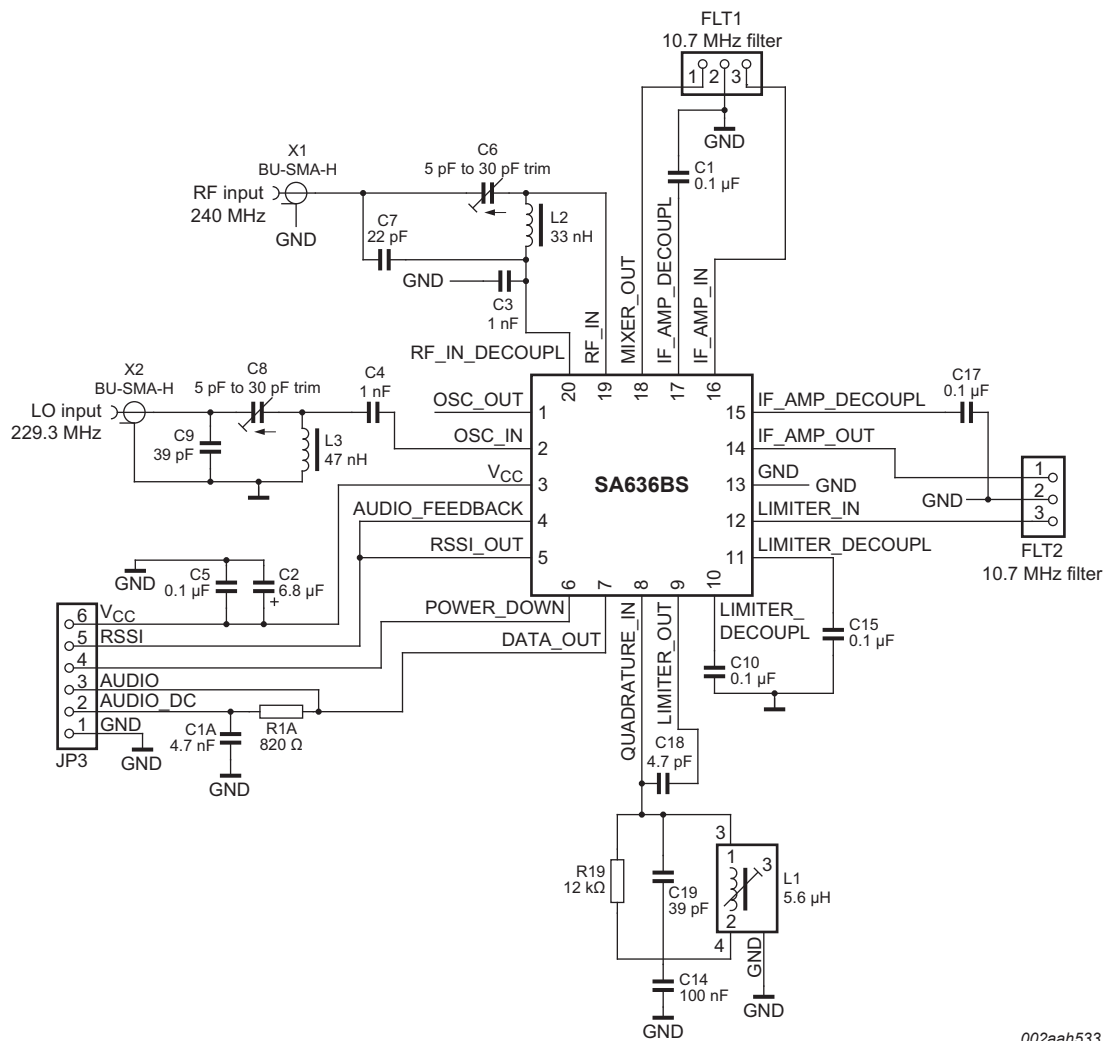 FLT1
10.7 MHz filter
1 2 3
GND
C1
0.1 µF
X1
BU-SMA-H
C6
5 pF to 30 pF trim
RF input
240 MHz
GND
C7
22 pF
L2
33 nH
GND
C3
1 nF
RF_IN_DECOUPL
RF_IN
MIXER_OUT
IF_AMP_DECOUPL
IF_AMP_IN
20 19 18 17 16
X2
BU-SMA-H
C8
5 pF to 30 pF trim
C4
1 nF
LO input
229.3 MHz
C9
39 pF
L3
47 nH
OSC_OUT
1
OSC_IN
2
VCC
3
AUDIO_FEEDBACK
4
RSSI_OUT
5
SA636BS
15
IF_AMP_DECOUPL
C17
0.1 µF
14
IF_AMP_OUT
13
GND
GND
12
LIMITER_IN
11
LIMITER_DECOUPL
GND
1
2
3
FLT2
10.7 MHz filter
6 7 8 9 10
GND
C5
0.1 µF
C2
6.8 µF
+
POWER_DOWN
DATA_OUT
QUADRATURE_IN
LIMITER_OUT
LIMITER_
DECOUPL
C10
0.1 µF
C15
0.1 µF
6 VCC
5 RSSI
4
3 AUDIO
2 AUDIO_DC
1 GND
JP3
GND
C1A
4.7 nF
GND
R1A
820 Ω
C18
4.7 pF
R19
12 kΩ
C19
39 pF
3
1
3
2
4
L1
5.6 µH
GND
GND
C14
100 nF
GND
002aah533